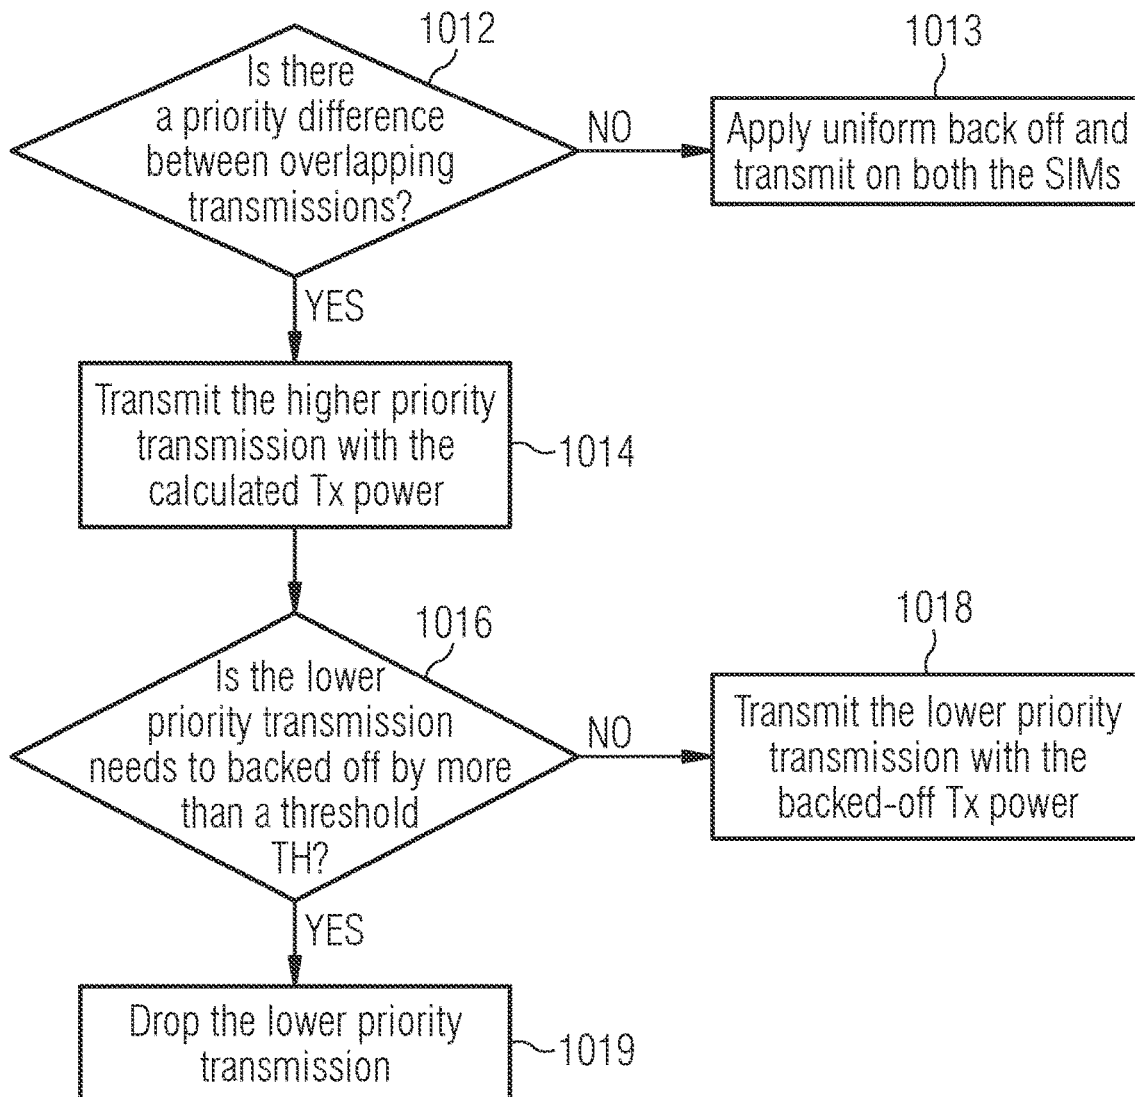 1012
Is there
a priority difference
between overlapping
transmissions?
NO
1013
Apply uniform back off and
transmit on both the SIMs
YES
Transmit the higher priority
transmission with the
calculated Tx power
1014
1016
Is the lower
priority transmission
needs to backed off by more
than a threshold
TH?
NO
1018
Transmit the lower priority
transmission with the
backed-off Tx power
YES
Drop the lower priority
transmission
1019